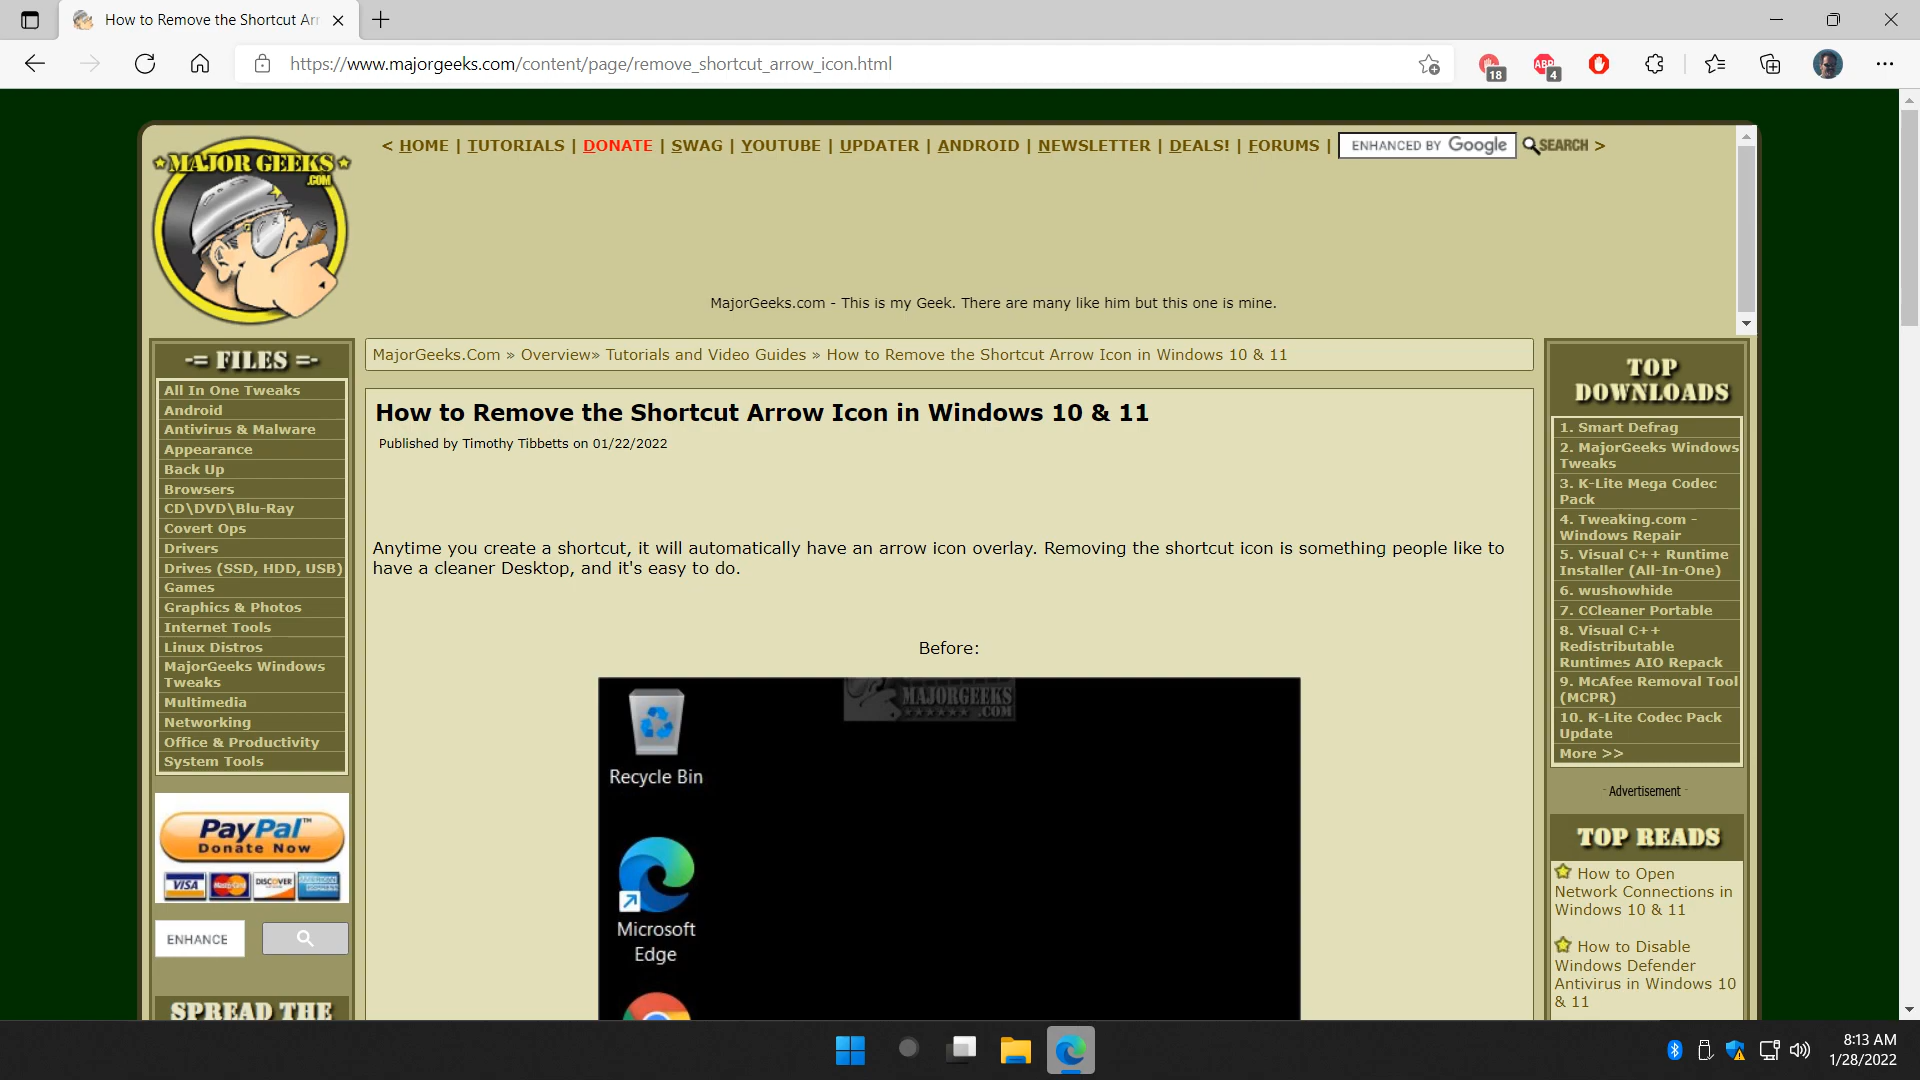 How to Remove the Shortcut Arr
https://www.majorgeeks.com/content/page/remove_shortcut_arrow_icon.html
18
ABP
4
MAJOR GEEKS
.COM
< HOME | TUTORIALS | DONATE | SWAG | YOUTUBE | UPDATER | ANDROID | NEWSLETTER | DEALS! | FORUMS | ENHANCED BY Google SEARCH >
MajorGeeks.com - This is my Geek. There are many like him but this one is mine.
-= FILES =-
All In One Tweaks
Android
Antivirus & Malware
Appearance
Back Up
Browsers
CD\DVD\Blu-Ray
Covert Ops
Drivers
Drives (SSD, HDD, USB)
Games
Graphics & Photos
Internet Tools
Linux Distros
MajorGeeks Windows
Tweaks
Multimedia
Networking
Office & Productivity
System Tools
PayPal™
Donate Now
VISA MasterCard DISCOVER
ENHANCE
SPREAD THE
MajorGeeks.Com » Overview» Tutorials and Video Guides » How to Remove the Shortcut Arrow Icon in Windows 10 & 11
How to Remove the Shortcut Arrow Icon in Windows 10 & 11
Published by Timothy Tibbetts on 01/22/2022
Anytime you create a shortcut, it will automatically have an arrow icon overlay. Removing the shortcut icon is something people like to
have a cleaner Desktop, and it's easy to do.
Before:
MAJORGEEKS
.COM
Recycle Bin
Microsoft
Edge
TOP
DOWNLOADS
1. Smart Defrag
2. MajorGeeks Windows
Tweaks
3. K-Lite Mega Codec
Pack
4. Tweaking.com -
Windows Repair
5. Visual C++ Runtime
Installer (All-In-One)
6. wushowhide
7. CCleaner Portable
8. Visual C++
Redistributable
Runtimes AIO Repack
9. McAfee Removal Tool
(MCPR)
10. K-Lite Codec Pack
Update
More >>
- Advertisement -
TOP READS
How to Open
Network Connections in
Windows 10 & 11
How to Disable
Windows Defender
Antivirus in Windows 10
& 11
8:13 AM
1/28/2022